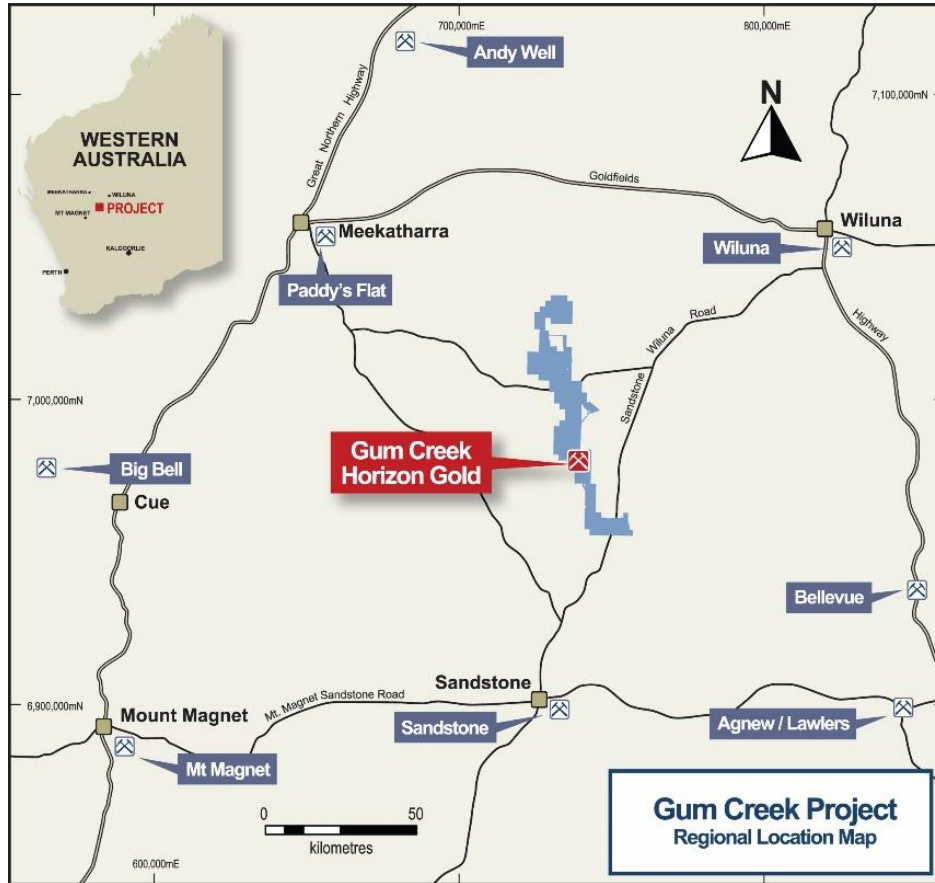 700,000mE
800,000mE
Andy Well
7,100,000mN
N
Great Northern Highway
WESTERN
AUSTRALIA
MEEKATHARRA
WILUNA
PROJECT
MT MAGNET
KALGOORLIE
PERTH
Goldfields
Highway
Meekatharra
Wiluna
Wiluna
Paddy's Flat
Sandstone Wiluna Road
7,000,000mN
Gum Creek
Horizon Gold
Big Bell
Cue
Bellevue
Sandstone
Mt. Magnet Sandstone Road
6,900,000mN
Mount Magnet
Sandstone
Agnew / Lawlers
Mt Magnet
0 50
kilometres
600,000mE
Gum Creek Project
Regional Location Map